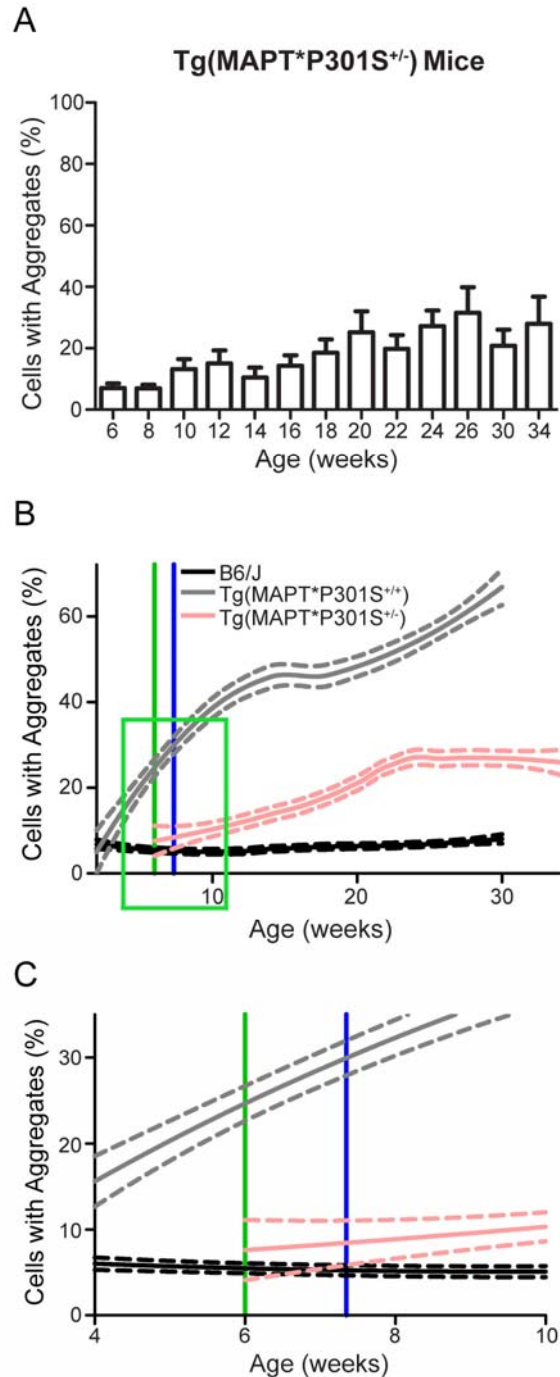 A
Tg(MAPT*P301S+/-) Mice
Cells with Aggregates (%)
100
80
60
40
20
0
6 8 10 12 14 16 18 20 22 24 26 30 34
Age (weeks)
B
B6/J
Tg(MAPT*P301S+/+)
Tg(MAPT*P301S+/-)
Cells with Aggregates (%)
60
40
20
0
10 20 30
Age (weeks)
C
Cells with Aggregates (%)
30
20
10
0
4 6 8 10
Age (weeks)